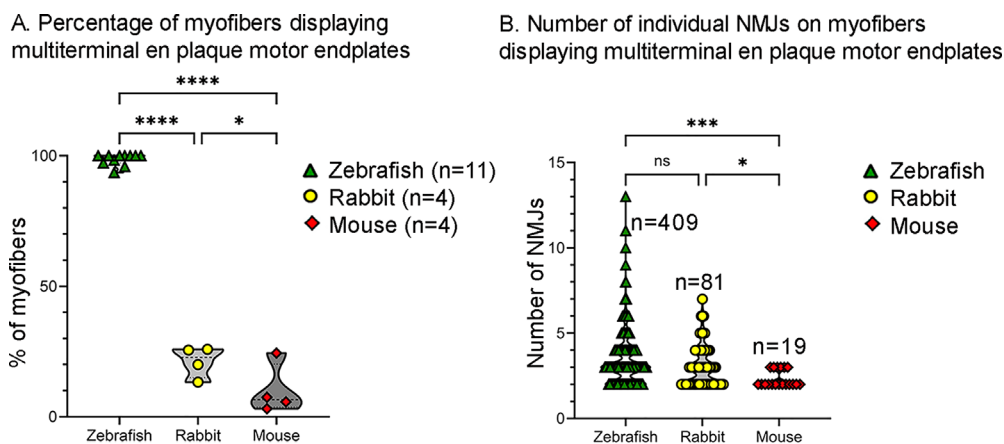 A. Percentage of myofibers displaying
multiterminal en plaque motor endplates
****
****
*
100
50
0
% of myofibers
Zebrafish
Rabbit
Mouse
Zebrafish (n=11)
Rabbit (n=4)
Mouse (n=4)
B. Number of individual NMJs on myofibers
displaying multiterminal en plaque motor endplates
***
ns
*
15
10
5
0
Number of NMJs
n=409
n=81
n=19
Zebrafish
Rabbit
Mouse
Zebrafish
Rabbit
Mouse